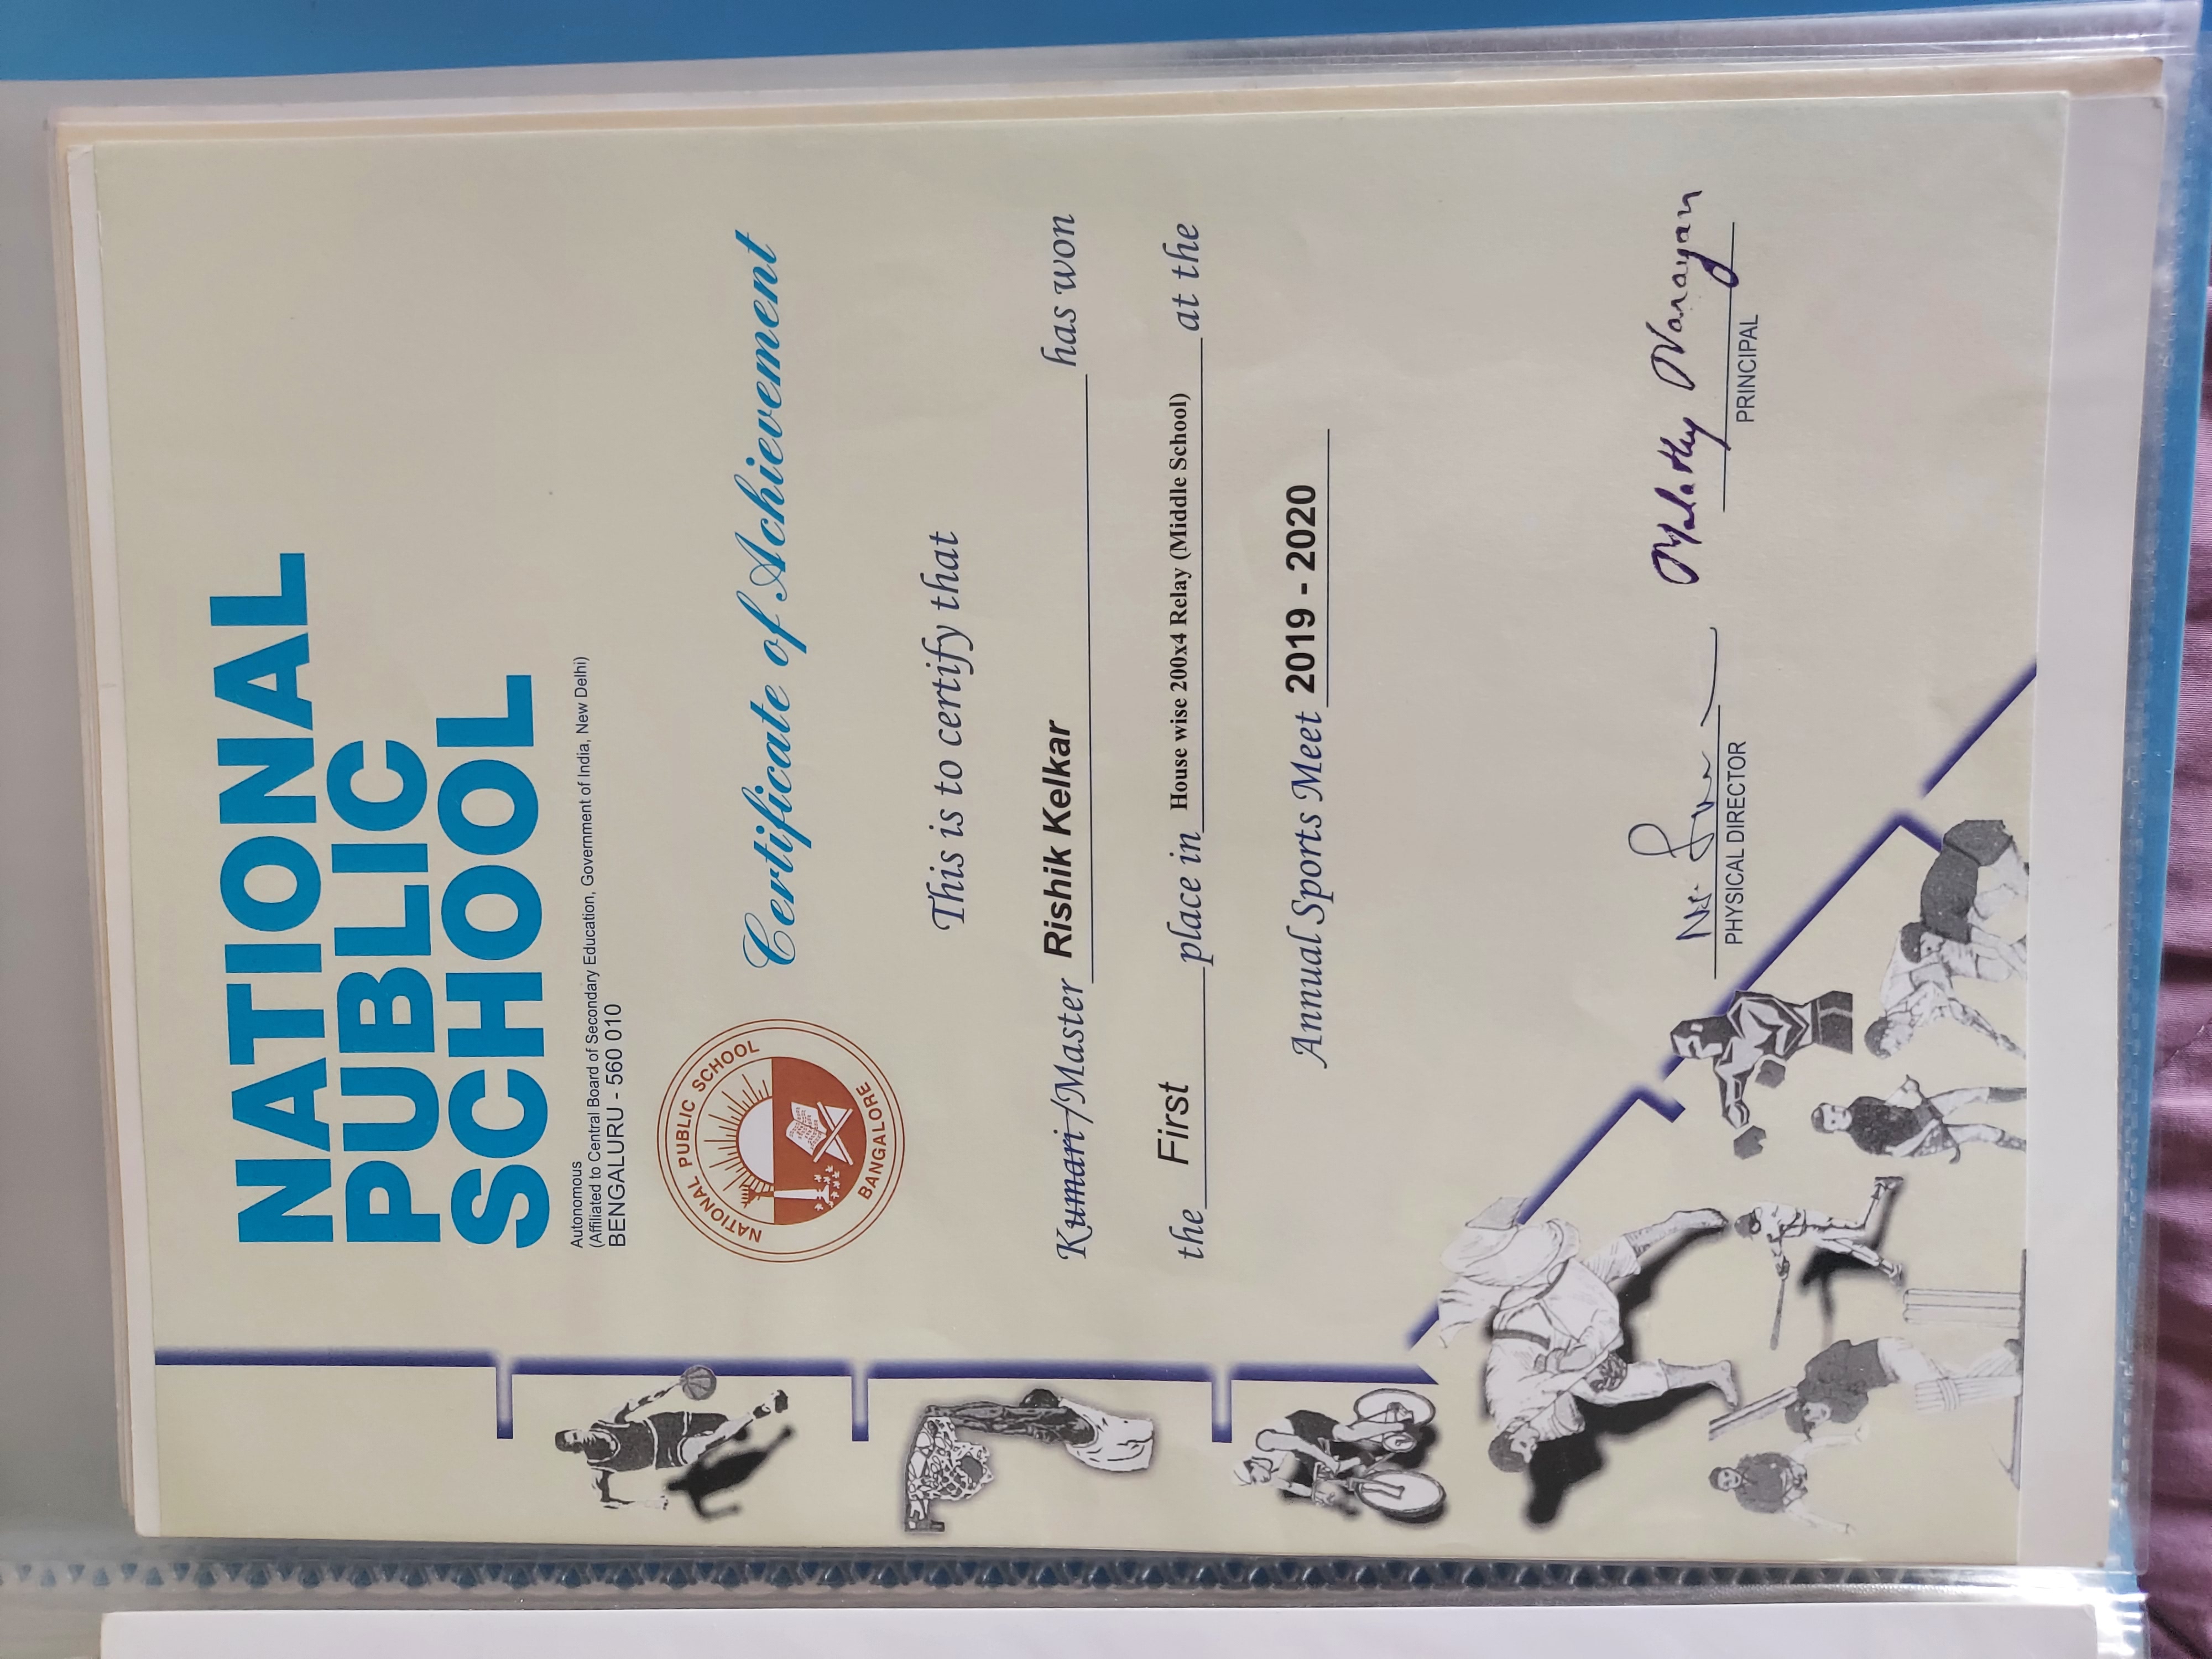 NATIONAL
PUBLIC
SCHOOL
Autonomous
(Affiliated to Central Board of Secondary Education, Government of India, New Delhi)
BENGALURU - 560 010
NATIONAL PUBLIC SCHOOL
BANGALORE
Certificate of Achievement
This is to certify that
Kumari /Master Rishik Kelkar has won
the First place in House wise 200x4 Relay (Middle School) at the
Annual Sports Meet 2019 - 2020
Malathy Narayan
PHYSICAL DIRECTOR
PRINCIPAL